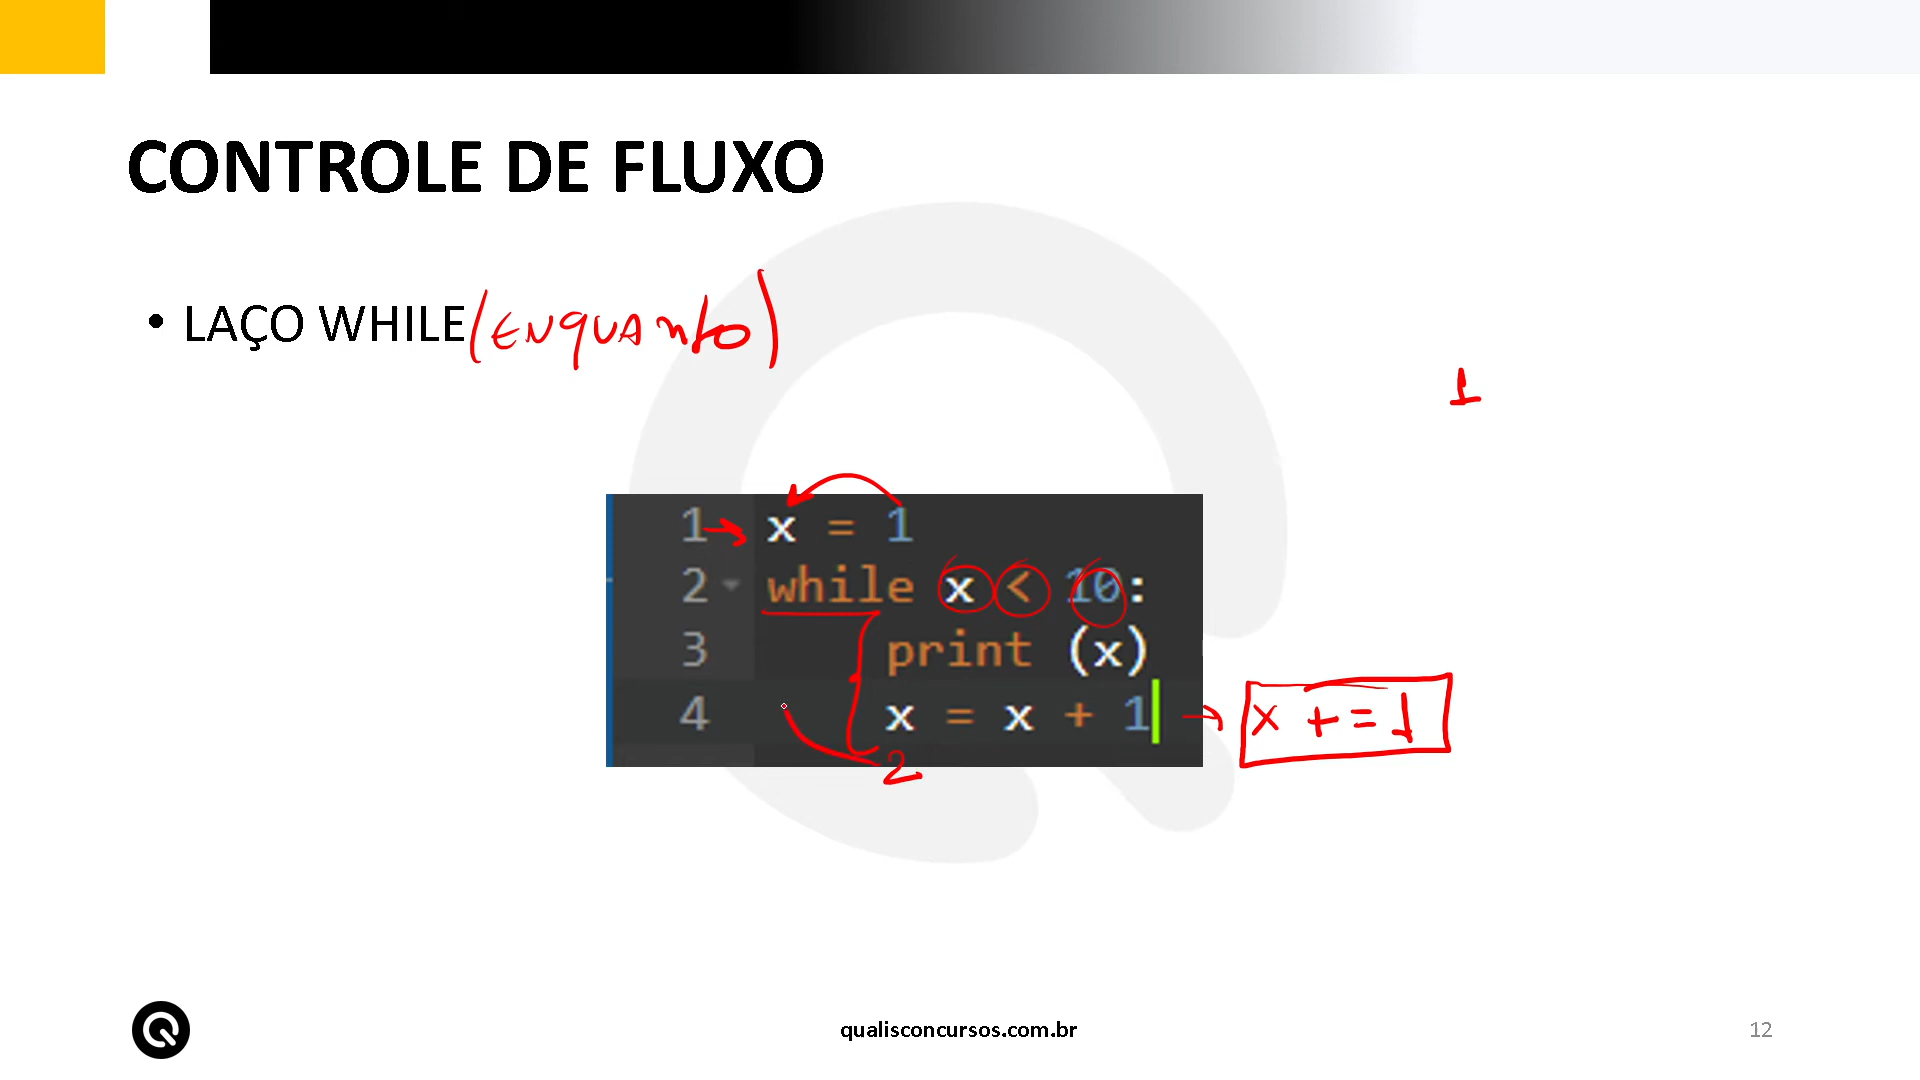 CONTROLE DE FLUXO
• LAÇO WHILE (ENQUANTO)
1
1 x = 1
2 while x < 10:
3 print (x)
4 x = x + 1 → x += 1
2
qualisconcursos.com.br
12